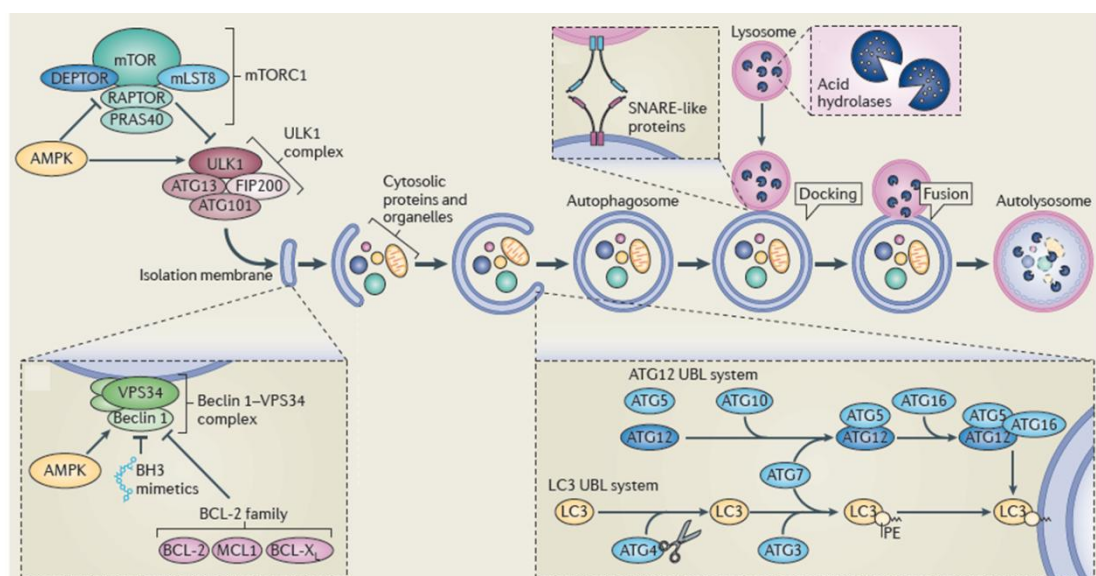 mTOR
DEPTOR
mLST8
RAPTOR
PRAS40
mTORC1
AMPK
ULK1
complex
ULK1
ATG13
FIP200
ATG101
Isolation membrane
Cytosolic
proteins and
organelles
SNARE-like
proteins
Lysosome
Acid
hydrolases
Autophagosome
Docking
Fusion
Autolysosome
VPS34
Beclin 1
Beclin 1–VPS34
complex
AMPK
BH3
mimetics
BCL-2 family
BCL-2
MCL1
BCL-XL
ATG12 UBL system
ATG5
ATG10
ATG5
ATG12
ATG16
ATG5
ATG12
ATG16
ATG12
ATG7
LC3 UBL system
LC3
LC3
LC3
PE
LC3
ATG4
ATG3